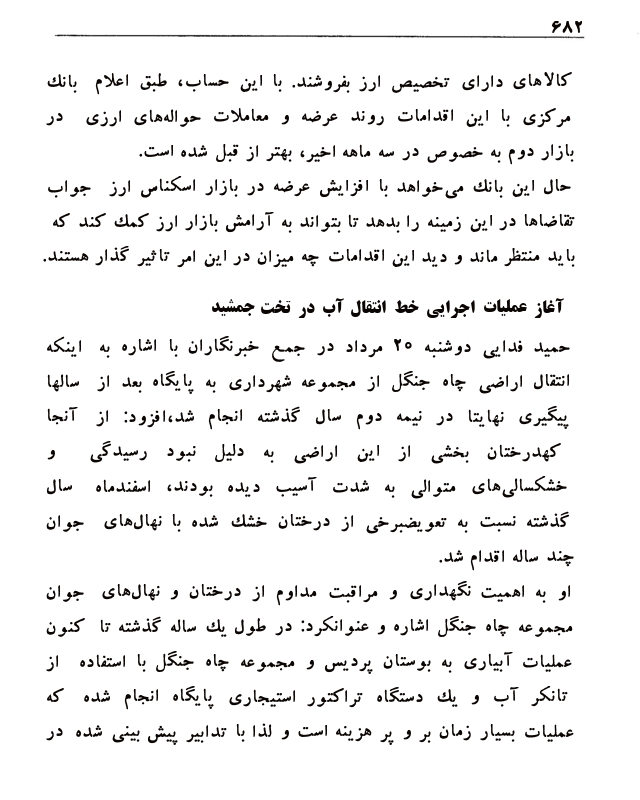 ۶۸۲
کالاهای دارای تخصیص ارز بفروشند. با این حساب، طبق اعلام بانك
مرکزی با این اقدامات روند عرضه و معاملات حواله‌های ارزی در
بازار دوم به خصوص در سه ماهه اخیر، بهتر از قبل شده است.
حال این بانك می‌خواهد با افزایش عرضه در بازار اسکناس ارز جواب
تقاضاها در این زمینه را بدهد تا بتواند به آرامش بازار ارز کمك کند که
باید منتظر ماند و دید این اقدامات چه میزان در این امر تاثیر گذار هستند.
آغاز عملیات اجرایی خط انتقال آب در تخت جمشید
حمید فدایی دوشنبه ۲۵ مرداد در جمع خبرنگاران با اشاره به اینکه
انتقال اراضی چاه جنگل از مجموعه شهرداری به پایگاه بعد از سالها
پیگیری نهایتا در نیمه دوم سال گذشته انجام شد،افزود: از آنجا
کهدرختان بخشی از این اراضی به دلیل نبود رسیدگی و
خشکسالی‌های متوالی به شدت آسیب دیده بودند، اسفندماه سال
گذشته نسبت به تعویضبرخی از درختان خشك شده با نهال‌های جوان
چند ساله اقدام شد.
او به اهمیت نگهداری و مراقبت مداوم از درختان و نهال‌های جوان
مجموعه چاه جنگل اشاره و عنوانکرد: در طول یك ساله گذشته تا کنون
عملیات آبیاری به بوستان پردیس و مجموعه چاه جنگل با استفاده از
تانکر آب و یك دستگاه تراکتور استیجاری پایگاه انجام شده که
عملیات بسیار زمان بر و پر هزینه است و لذا با تدابیر پیش بینی شده در